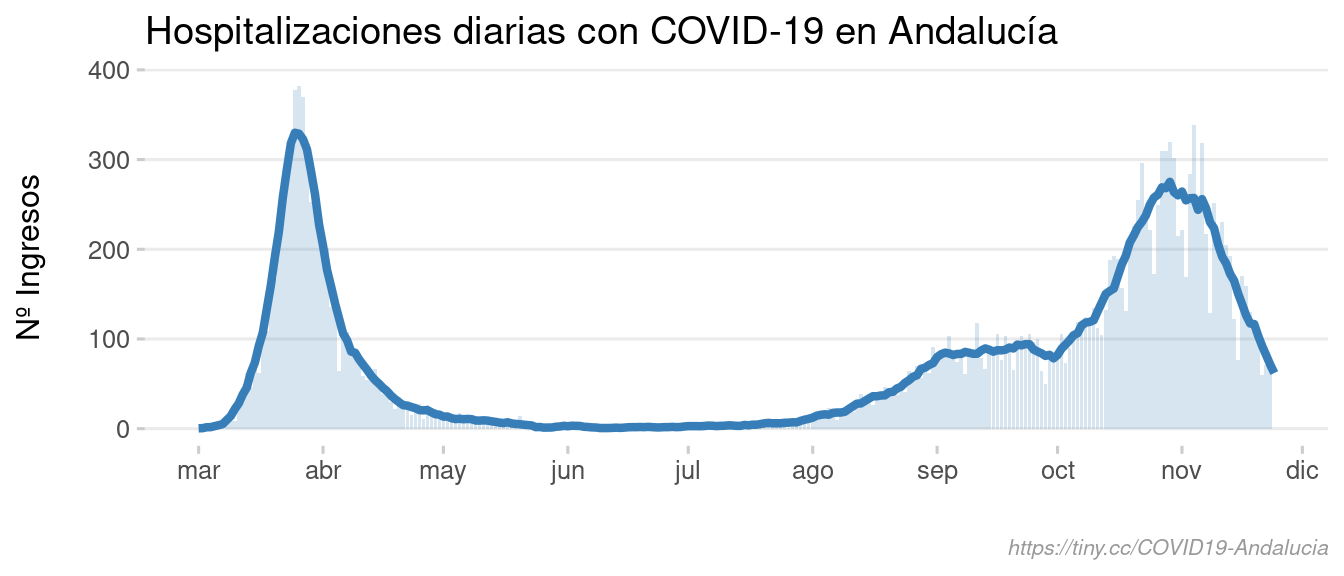 Hospitalizaciones diarias con COVID-19 en Andalucía
Nº Ingresos
400
300
200
100
0
mar abr may jun jul ago sep oct nov dic
https://tiny.cc/COVID19-Andalucia